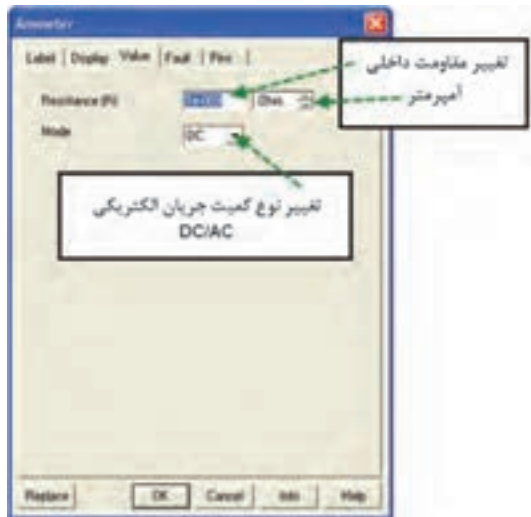 Ammeter
Label Display Value Fault Pins
Resistance (R) Ohm
Mode DC
تغییر مقاومت داخلی
آمپرمتر
تغییر نوع کمیت جریان الکتریکی
DC/AC
Replace OK Cancel Info Help